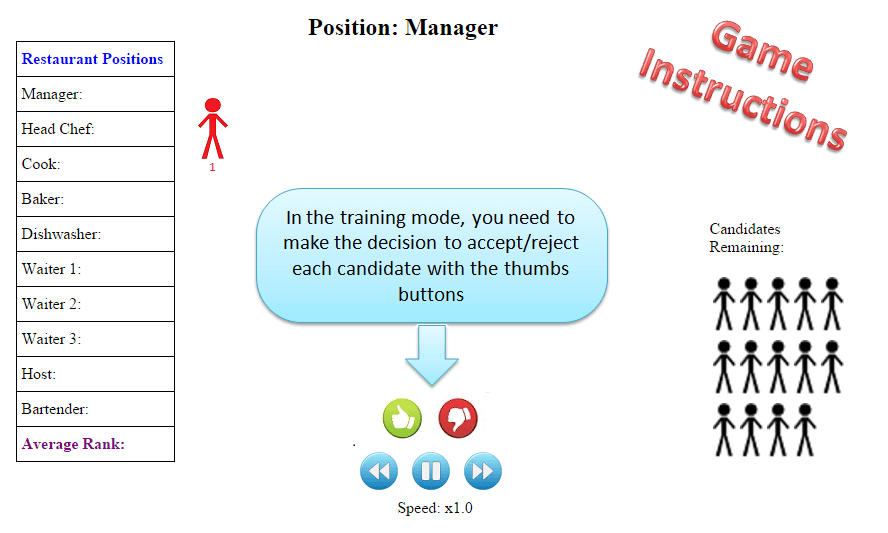 Position: Manager
Game
Instructions
Restaurant Positions
Manager:
Head Chef:
Cook:
Baker:
Dishwasher:
Waiter 1:
Waiter 2:
Waiter 3:
Host:
Bartender:
Average Rank:
1
In the training mode, you need to
make the decision to accept/reject
each candidate with the thumbs
buttons
Candidates
Remaining:
Speed: x1.0